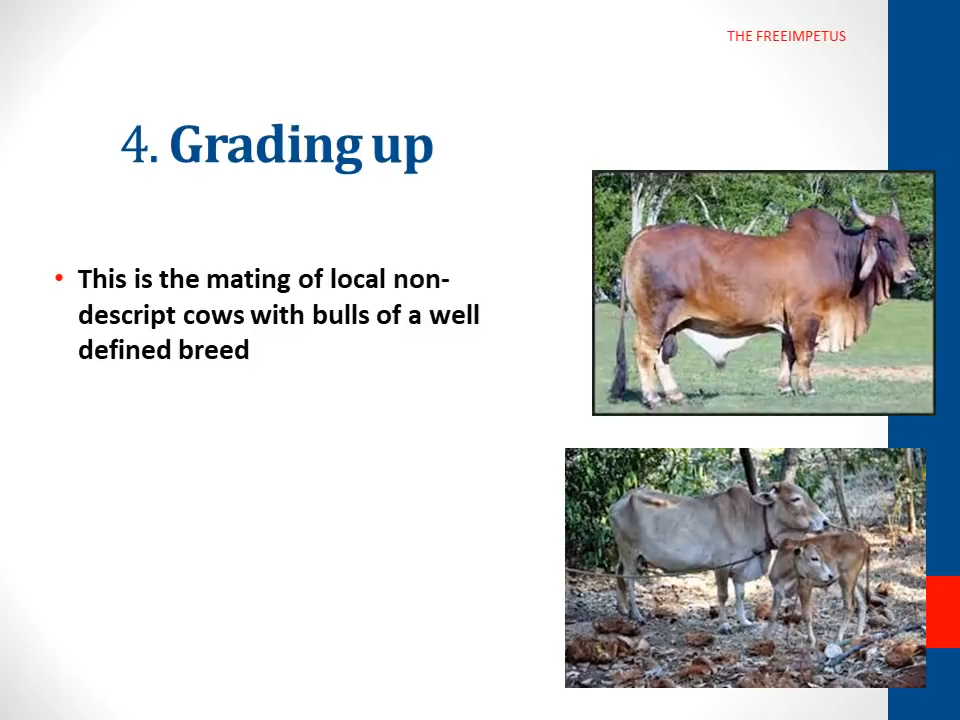 THE FREEIMPETUS
4. Grading up
• This is the mating of local non-
descript cows with bulls of a well
defined breed